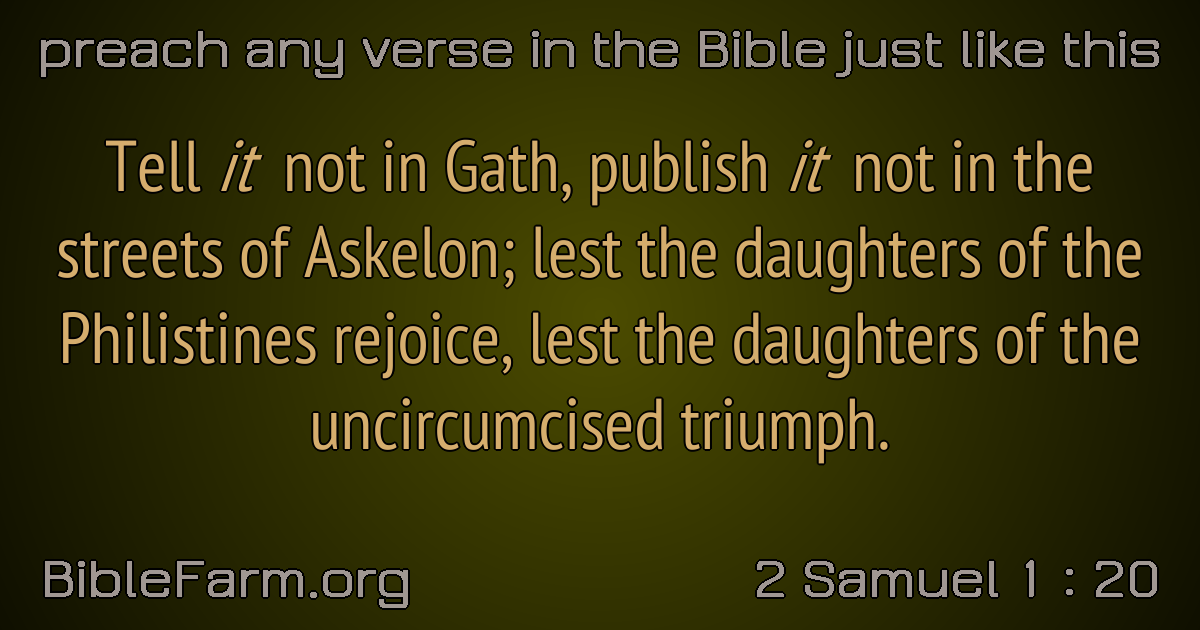 preach any verse in the Bible just like this
Tell it not in Gath, publish it not in the
streets of Askelon; lest the daughters of the
Philistines rejoice, lest the daughters of the
uncircumcised triumph.
BibleFarm.org
2 Samuel 1 : 20